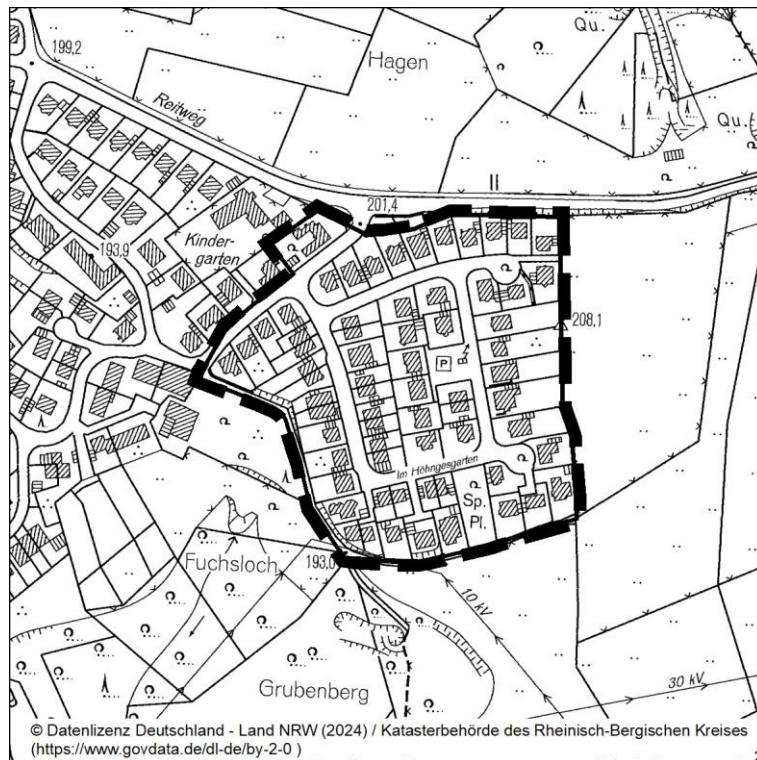 199,2
Hagen
Qu.
Qu.
Reitweg
II
201,4
Kinder-
garten
193,9
208,1
P
Im Höhngesgarten
Sp.
Pl.
Fuchsloch
193,0
10 kV
Grubenberg
30 kV
© Datenlizenz Deutschland - Land NRW (2024) / Katasterbehörde des Rheinisch-Bergischen Kreises
(https://www.govdata.de/dl-de/by-2-0 )